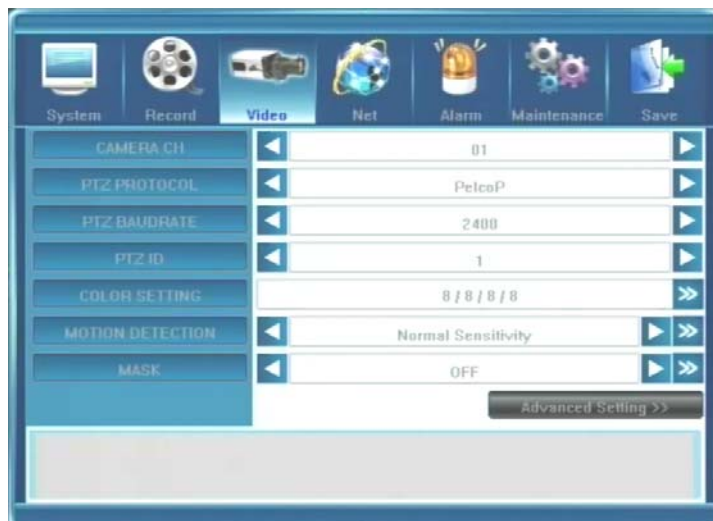 System Record Video Net Alarm Maintenance Save
CAMERA CH 01
PTZ PROTOCOL PelcoP
PTZ BAUDRATE 2400
PTZ ID 1
COLOR SETTING 8 / 8 / 8 / 8
MOTION DETECTION Normal Sensitivity
MASK OFF
Advanced Setting >>